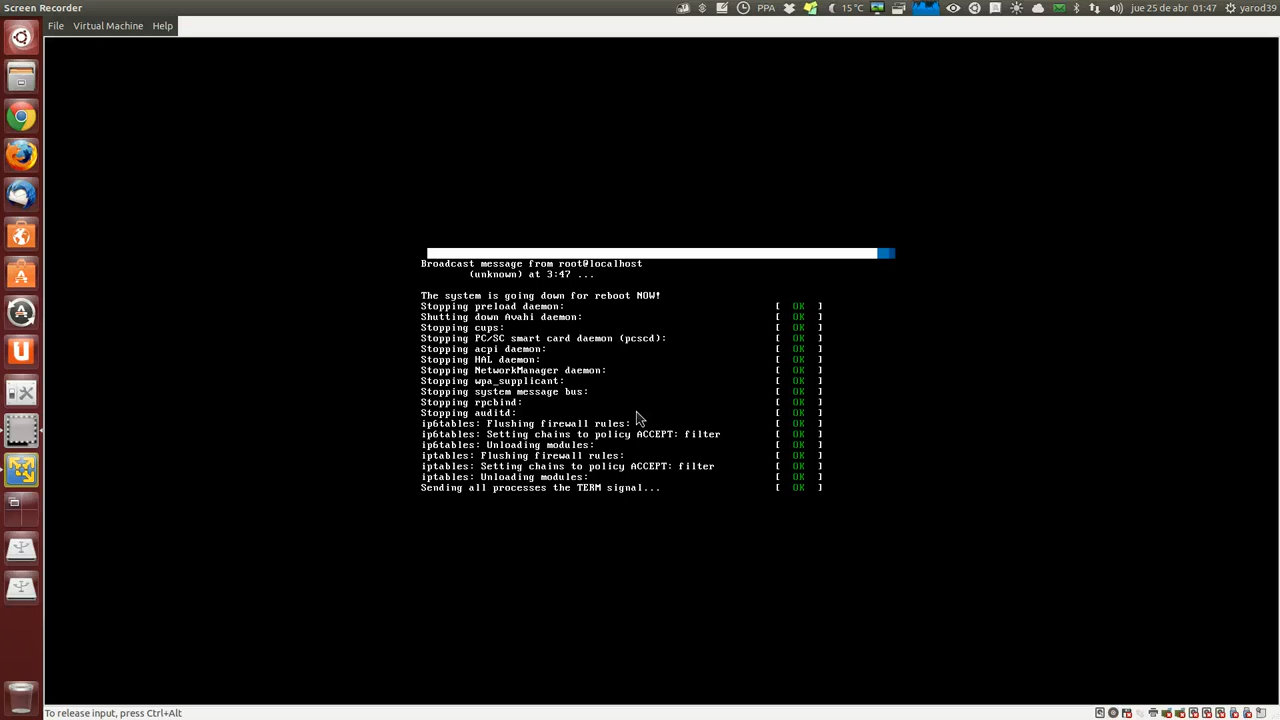 Screen Recorder
PPA
15°C
jue 25 de abr
01:47
yarod39
File
Virtual Machine
Help
Broadcast message from root@localhost
(unknown) at 3:47 ...
The system is going down for reboot NOW!
Stopping preload daemon: [ OK ]
Shutting down Avahi daemon: [ OK ]
Stopping cups: [ OK ]
Stopping PC/SC smart card daemon (pcscd): [ OK ]
Stopping acpi daemon: [ OK ]
Stopping HAL daemon: [ OK ]
Stopping NetworkManager daemon: [ OK ]
Stopping wpa_supplicant: [ OK ]
Stopping system message bus: [ OK ]
Stopping rpcbind: [ OK ]
Stopping auditd: [ OK ]
ip6tables: Flushing firewall rules: [ OK ]
ip6tables: Setting chains to policy ACCEPT: filter [ OK ]
ip6tables: Unloading modules: [ OK ]
iptables: Flushing firewall rules: [ OK ]
iptables: Setting chains to policy ACCEPT: filter [ OK ]
iptables: Unloading modules: [ OK ]
Sending all processes the TERM signal... [ OK ]
To release input, press Ctrl+Alt